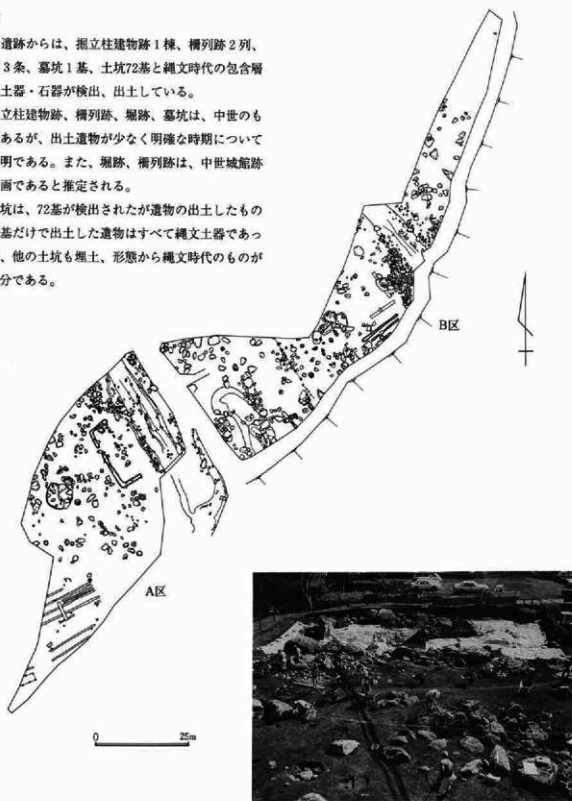 遺跡からは、掘立柱建物跡1棟、柵列跡2列、
3条、墓坑1基、土坑72基と縄文時代の包含層
土器・石器が検出、出土している。
立柱建物跡、柵列跡、堀跡、墓坑は、中世のも
あるが、出土遺物が少なく明確な時期について
明である。また、堀跡、柵列跡は、中世城館跡
画であると推定される。
坑は、72基が検出されたが遺物の出土したもの
基だけで出土した遺物はすべて縄文土器であっ
、他の土坑も埋土、形態から縄文時代のものが
分である。
B区
A区
0 25m